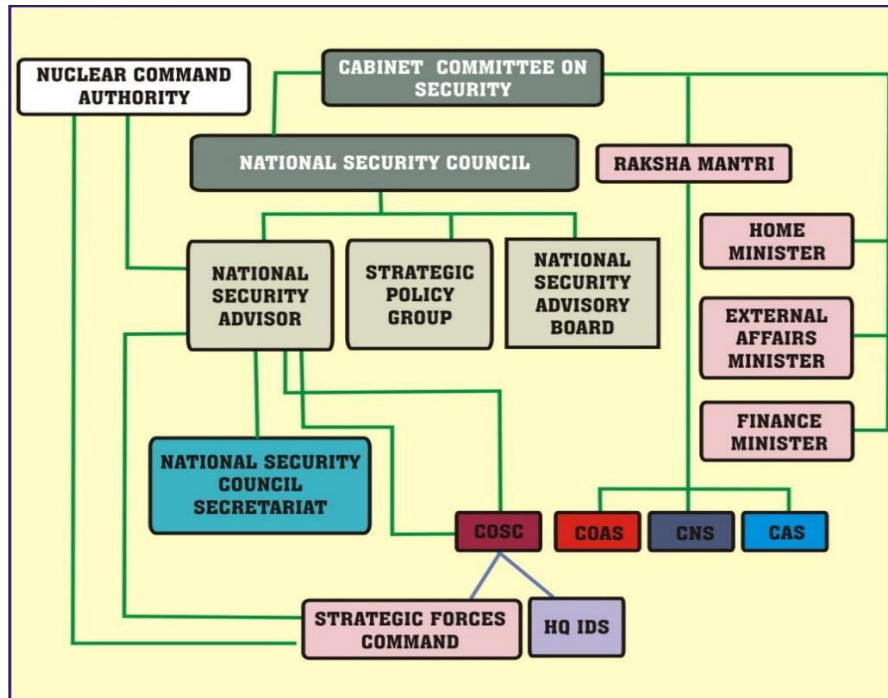 NUCLEAR COMMAND
AUTHORITY
CABINET COMMITTEE ON
SECURITY
NATIONAL SECURITY COUNCIL
RAKSHA MANTRI
HOME
MINISTER
NATIONAL
SECURITY
ADVISOR
STRATEGIC
POLICY
GROUP
NATIONAL
SECURITY
ADVISORY
BOARD
EXTERNAL
AFFAIRS
MINISTER
FINANCE
MINISTER
NATIONAL SECURITY
COUNCIL
SECRETARIAT
COSC
COAS
CNS
CAS
STRATEGIC FORCES
COMMAND
HQ IDS